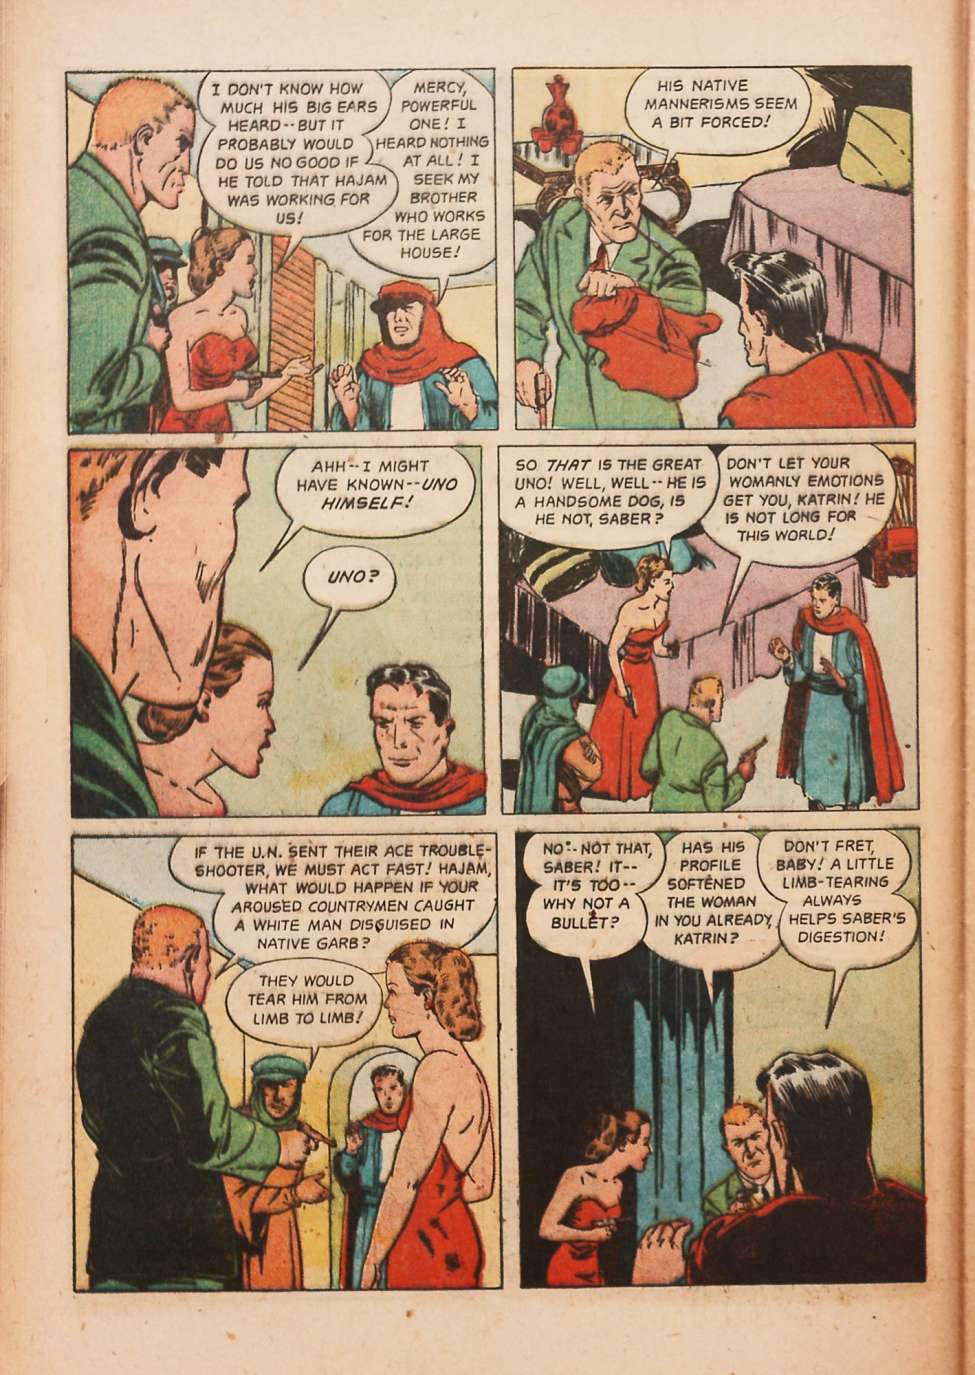 I DON'T KNOW HOW
MUCH HIS BIG EARS
HEARD--BUT IT
PROBABLY WOULD
DO US NO GOOD IF
HE TOLD THAT HAJAM
WAS WORKING FOR
US!
MERCY,
POWERFUL
ONE! I
HEARD NOTHING
AT ALL! I
SEEK MY
BROTHER
WHO WORKS
FOR THE LARGE
HOUSE!
HIS NATIVE
MANNERISMS SEEM
A BIT FORCED!
AHH--I MIGHT
HAVE KNOWN--UNO
HIMSELF!
UNO?
SO THAT IS THE GREAT
UNO! WELL, WELL--HE IS
A HANDSOME DOG, IS
HE NOT, SABER?
DON'T LET YOUR
WOMANLY EMOTIONS
GET YOU, KATRIN! HE
IS NOT LONG FOR
THIS WORLD!
IF THE U.N. SENT THEIR ACE TROUBLE-
SHOOTER, WE MUST ACT FAST! HAJAM,
WHAT WOULD HAPPEN IF YOUR
AROUSED COUNTRYMEN CAUGHT
A WHITE MAN DISGUISED IN
NATIVE GARB?
THEY WOULD
TEAR HIM FROM
LIMB TO LIMB!
NO--NOT THAT,
SABER! IT--
IT'S TOO--
WHY NOT A
BULLET?
HAS HIS
PROFILE
SOFTENED
THE WOMAN
IN YOU ALREADY,
KATRIN?
DON'T FRET,
BABY! A LITTLE
LIMB-TEARING
ALWAYS
HELPS SABER'S
DIGESTION!